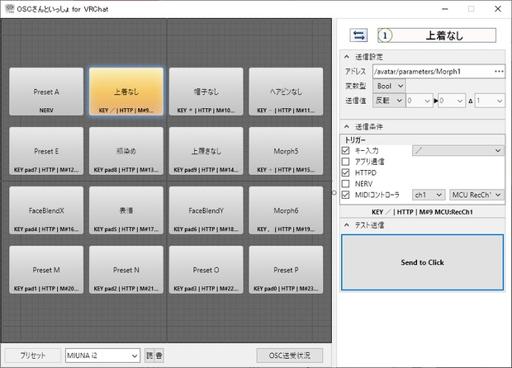 OSCさんといっしょ for VRChat
Preset A
NERV
上着なし
KEY ／ | HTTP | M#9...
帽子なし
KEY * | HTTP | M#10...
ヘアピンなし
KEY - | HTTP | M#11...
Preset E
KEY pad7 | HTTP | M#12...
頬染め
KEY pad8 | HTTP | M#13...
上履きなし
KEY pad9 | HTTP | M#14...
Morph5
HTTP | M#15...
FaceBlendX
KEY pad4 | HTTP | M#17...
表情
KEY pad5 | HTTP | M#18...
FaceBlendY
KEY pad6 | HTTP | M#19...
Morph6
HTTP | M#16...
Preset M
KEY pad1 | HTTP | M#20...
Preset N
KEY pad2 | HTTP | M#21...
Preset O
KEY pad3 | HTTP | M#22...
Preset P
KEY pad0 | HTTP | M#23...
プリセット
MIUNA i2
読 書
OSC送受状況
1
上着なし
送信設定
アドレス /avatar/parameters/Morph1 ...
変数型 Bool
送信値 反転 0 0 Δ 1
送信条件
トリガー
キー入力 ／
アプリ通信
HTTPD
NERV
MIDIコントローラ ch1 MCU RecCh1
KEY ／ | HTTP | M#9 MCU:RecCh1
テスト送信
Send to Click